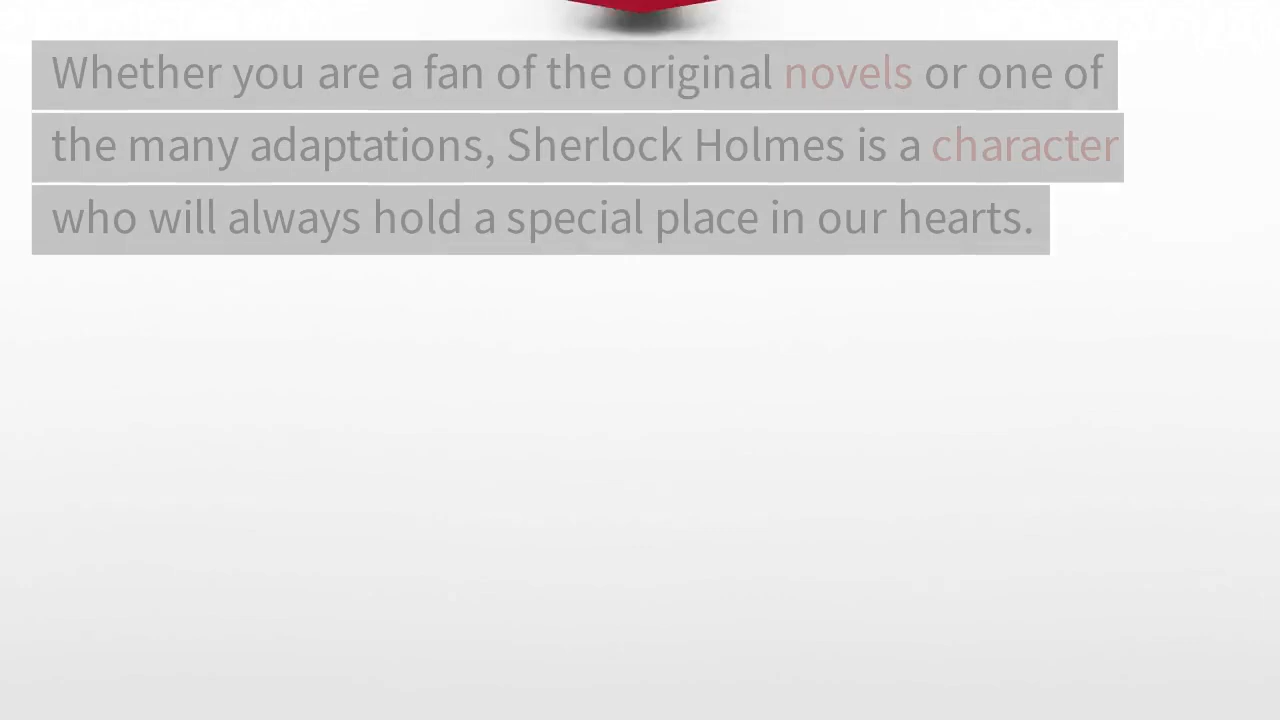 Whether you are a fan of the original novels or one of
the many adaptations, Sherlock Holmes is a character
who will always hold a special place in our hearts.